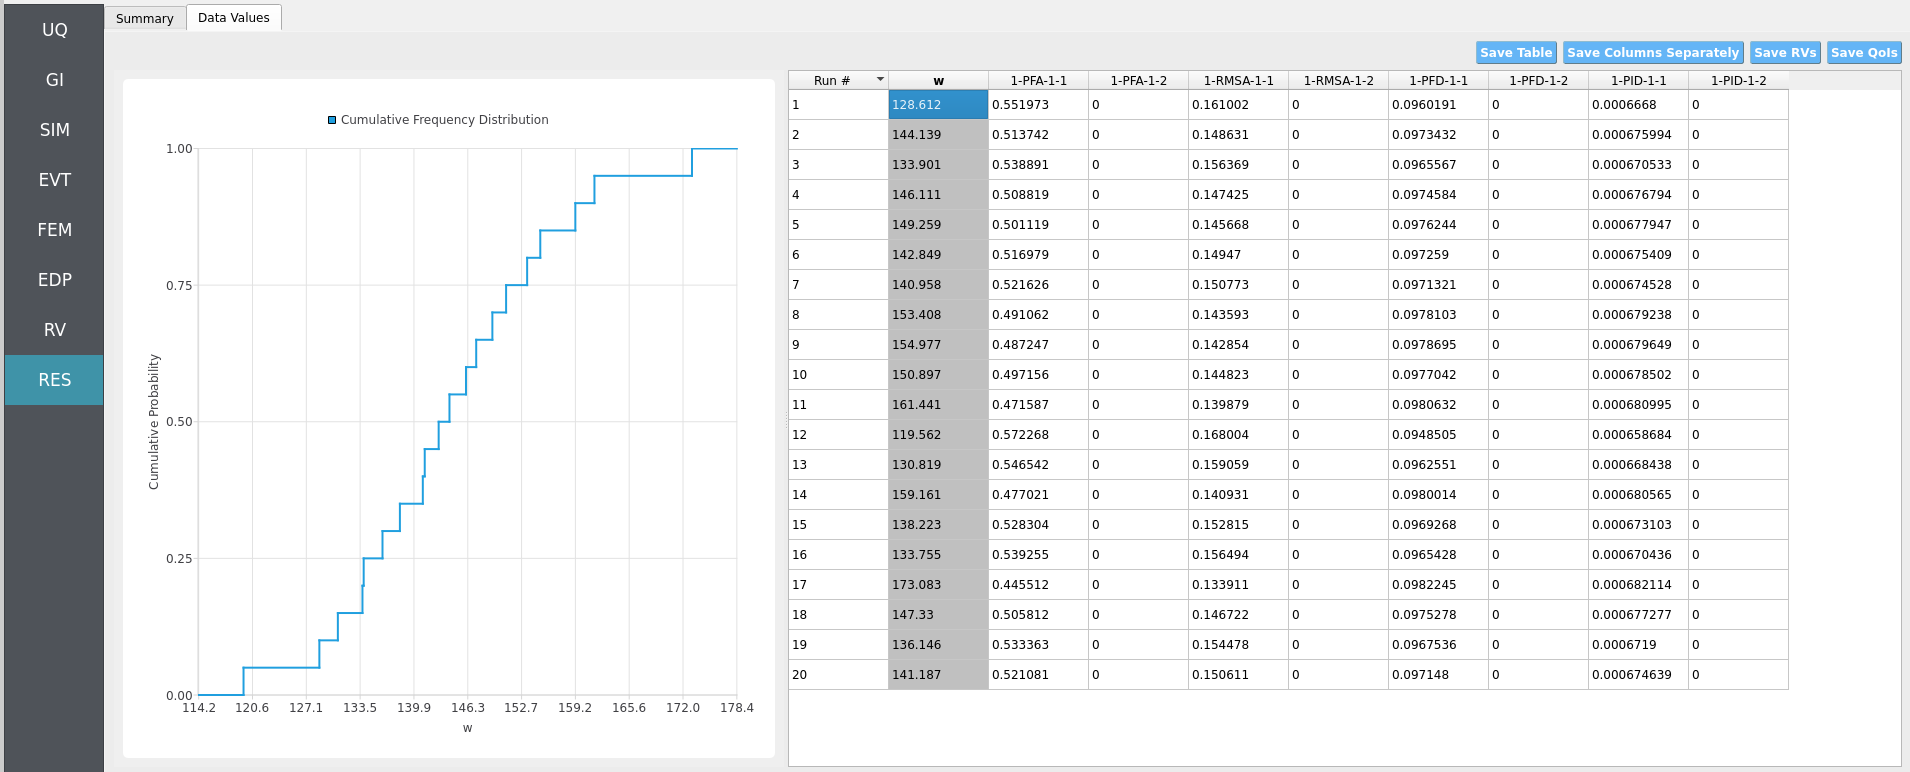 UQ
GI
SIM
EVT
FEM
EDP
RV
RES
Summary Data Values
Save Table Save Columns Separately Save RVs Save QoIs
Cumulative Frequency Distribution
1.00
0.75
0.50
0.25
0.00
Cumulative Probability
114.2 120.6 127.1 133.5 139.9 146.3 152.7 159.2 165.6 172.0 178.4
w
Run # w 1-PFA-1-1 1-PFA-1-2 1-RMSA-1-1 1-RMSA-1-2 1-PFD-1-1 1-PFD-1-2 1-PID-1-1 1-PID-1-2
1 128.612 0.551973 0 0.161002 0 0.0960191 0 0.0006668 0
2 144.139 0.513742 0 0.148631 0 0.0973432 0 0.000675994 0
3 133.901 0.538891 0 0.156369 0 0.0965567 0 0.000670533 0
4 146.111 0.508819 0 0.147425 0 0.0974584 0 0.000676794 0
5 149.259 0.501119 0 0.145668 0 0.0976244 0 0.000677947 0
6 142.849 0.516979 0 0.14947 0 0.097259 0 0.000675409 0
7 140.958 0.521626 0 0.150773 0 0.0971321 0 0.000674528 0
8 153.408 0.491062 0 0.143593 0 0.0978103 0 0.000679238 0
9 154.977 0.487247 0 0.142854 0 0.0978695 0 0.000679649 0
10 150.897 0.497156 0 0.144823 0 0.0977042 0 0.000678502 0
11 161.441 0.471587 0 0.139879 0 0.0980632 0 0.000680995 0
12 119.562 0.572268 0 0.168004 0 0.0948505 0 0.000658684 0
13 130.819 0.546542 0 0.159059 0 0.0962551 0 0.000668438 0
14 159.161 0.477021 0 0.140931 0 0.0980014 0 0.000680565 0
15 138.223 0.528304 0 0.152815 0 0.0969268 0 0.000673103 0
16 133.755 0.539255 0 0.156494 0 0.0965428 0 0.000670436 0
17 173.083 0.445512 0 0.133911 0 0.0982245 0 0.000682114 0
18 147.33 0.505812 0 0.146722 0 0.0975278 0 0.000677277 0
19 136.146 0.533363 0 0.154478 0 0.0967536 0 0.0006719 0
20 141.187 0.521081 0 0.150611 0 0.097148 0 0.000674639 0